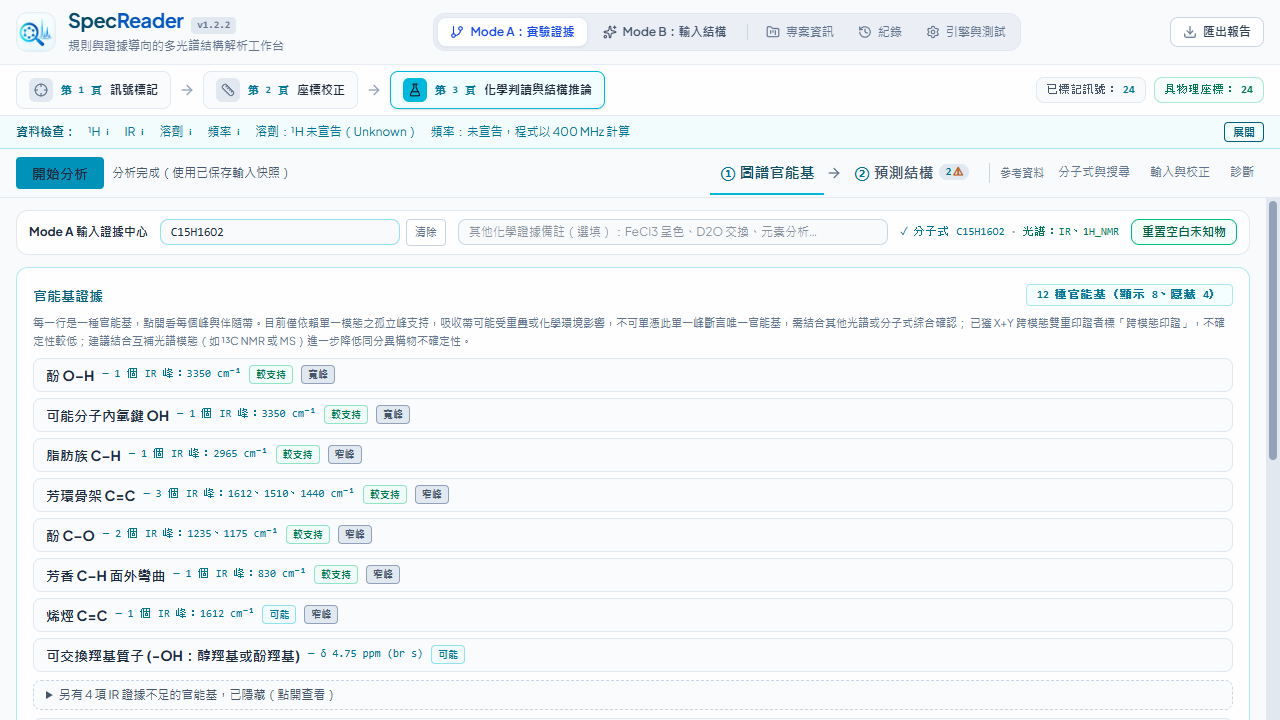 SpecReader v1.2.2
規則與證據導向的多光譜結構解析工作台
Mode A：實驗證據
Mode B：輸入結構
專案資訊
紀錄
引擎與測試
匯出報告
第 1 頁 訊號標記
→
第 2 頁 座標校正
→
第 3 頁 化學判讀與結構推論
已標記訊號： 24
具物理座標： 24
資料檢查： ¹H i IR i 溶劑 i 頻率 i 溶劑：¹H 未宣告（Unknown） 頻率：未宣告，程式以 400 MHz 計算
展開
開始分析
分析完成（使用已保存輸入快照）
① 圖譜官能基
→
② 預測結構 2⚠
參考資料
分子式與搜尋
輸入與校正
診斷
Mode A 輸入證據中心
C15H16O2
清除
其他化學證據備註（選填）：FeCl3 呈色、D2O 交換、元素分析…
✓ 分子式 C15H16O2 · 光譜：IR、1H_NMR
重置空白未知物
官能基證據
12 種官能基（顯示 8、隱藏 4）
每一行是一種官能基，點開看每個峰與伴隨帶。目前僅依賴單一模態之孤立峰支持，吸收帶可能受重疊或化學環境影響，不可單憑此單一峰斷言唯一官能基，需結合其他光譜或分子式綜合確認； 已獲 X+Y 跨模態雙重印證者標「跨模態印證」，不確
定性較低；建議結合互補光譜模態（如 ¹³C NMR 或 MS）進一步降低同分異構物不確定性。
酚 O–H — 1 個 IR 峰：3350 cm⁻¹ 較支持 寬峰
可能分子內氫鍵 OH — 1 個 IR 峰：3350 cm⁻¹ 較支持 寬峰
脂肪族 C–H — 1 個 IR 峰：2965 cm⁻¹ 較支持 窄峰
芳環骨架 C=C — 3 個 IR 峰：1612、1510、1440 cm⁻¹ 較支持 窄峰
酚 C–O — 2 個 IR 峰：1235、1175 cm⁻¹ 較支持 窄峰
芳香 C–H 面外彎曲 — 1 個 IR 峰：830 cm⁻¹ 較支持 窄峰
烯烴 C=C — 1 個 IR 峰：1612 cm⁻¹ 可能 窄峰
可交換羥基質子 (–OH：醇羥基或酚羥基) — δ 4.75 ppm (br s) 可能
▶ 另有 4 項 IR 證據不足的官能基，已隱藏（點開查看）